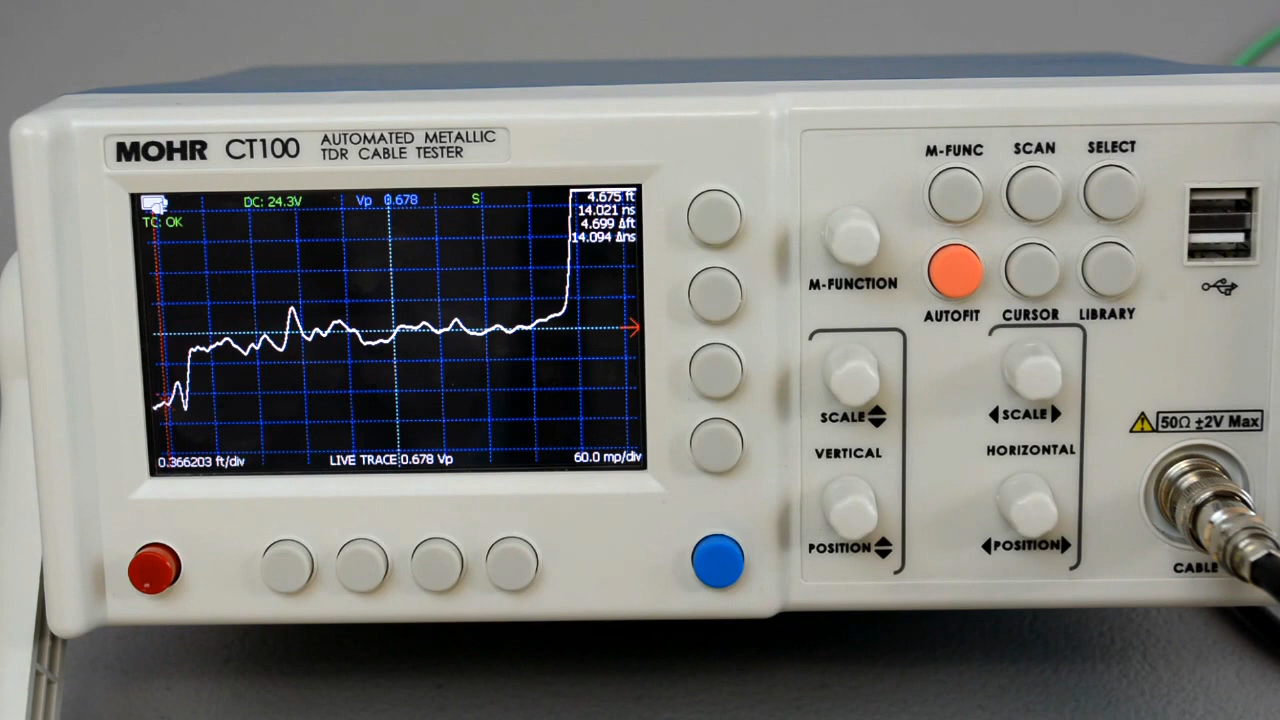 MOHR CT100 AUTOMATED METALLIC
TDR CABLE TESTER
DC: 24.3V Vp 0.678 S 4.675 ft
TC: OK 14.021 ns
4.699 Δft
14.094 Δns
0.366203 ft/div LIVE TRACE:0.678 Vp 60.0 mρ/div
M-FUNC SCAN SELECT
M-FUNCTION
AUTOFIT CURSOR LIBRARY
SCALE SCALE
VERTICAL HORIZONTAL
POSITION POSITION
50Ω ±2V Max
CABLE